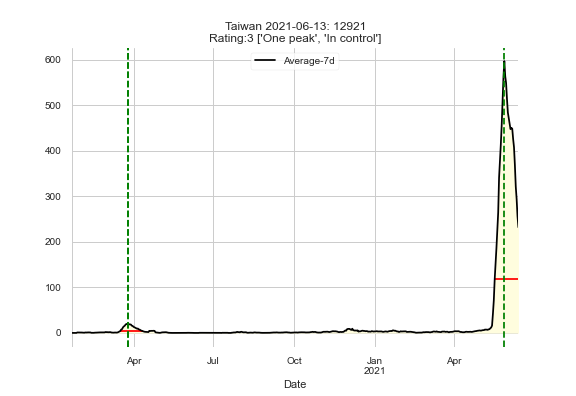 Taiwan 2021-06-13: 12921
Rating:3 ['One peak', 'In control']
Average-7d
600
500
400
300
200
100
0
Apr
Jul
Oct
Jan
2021
Apr
Date